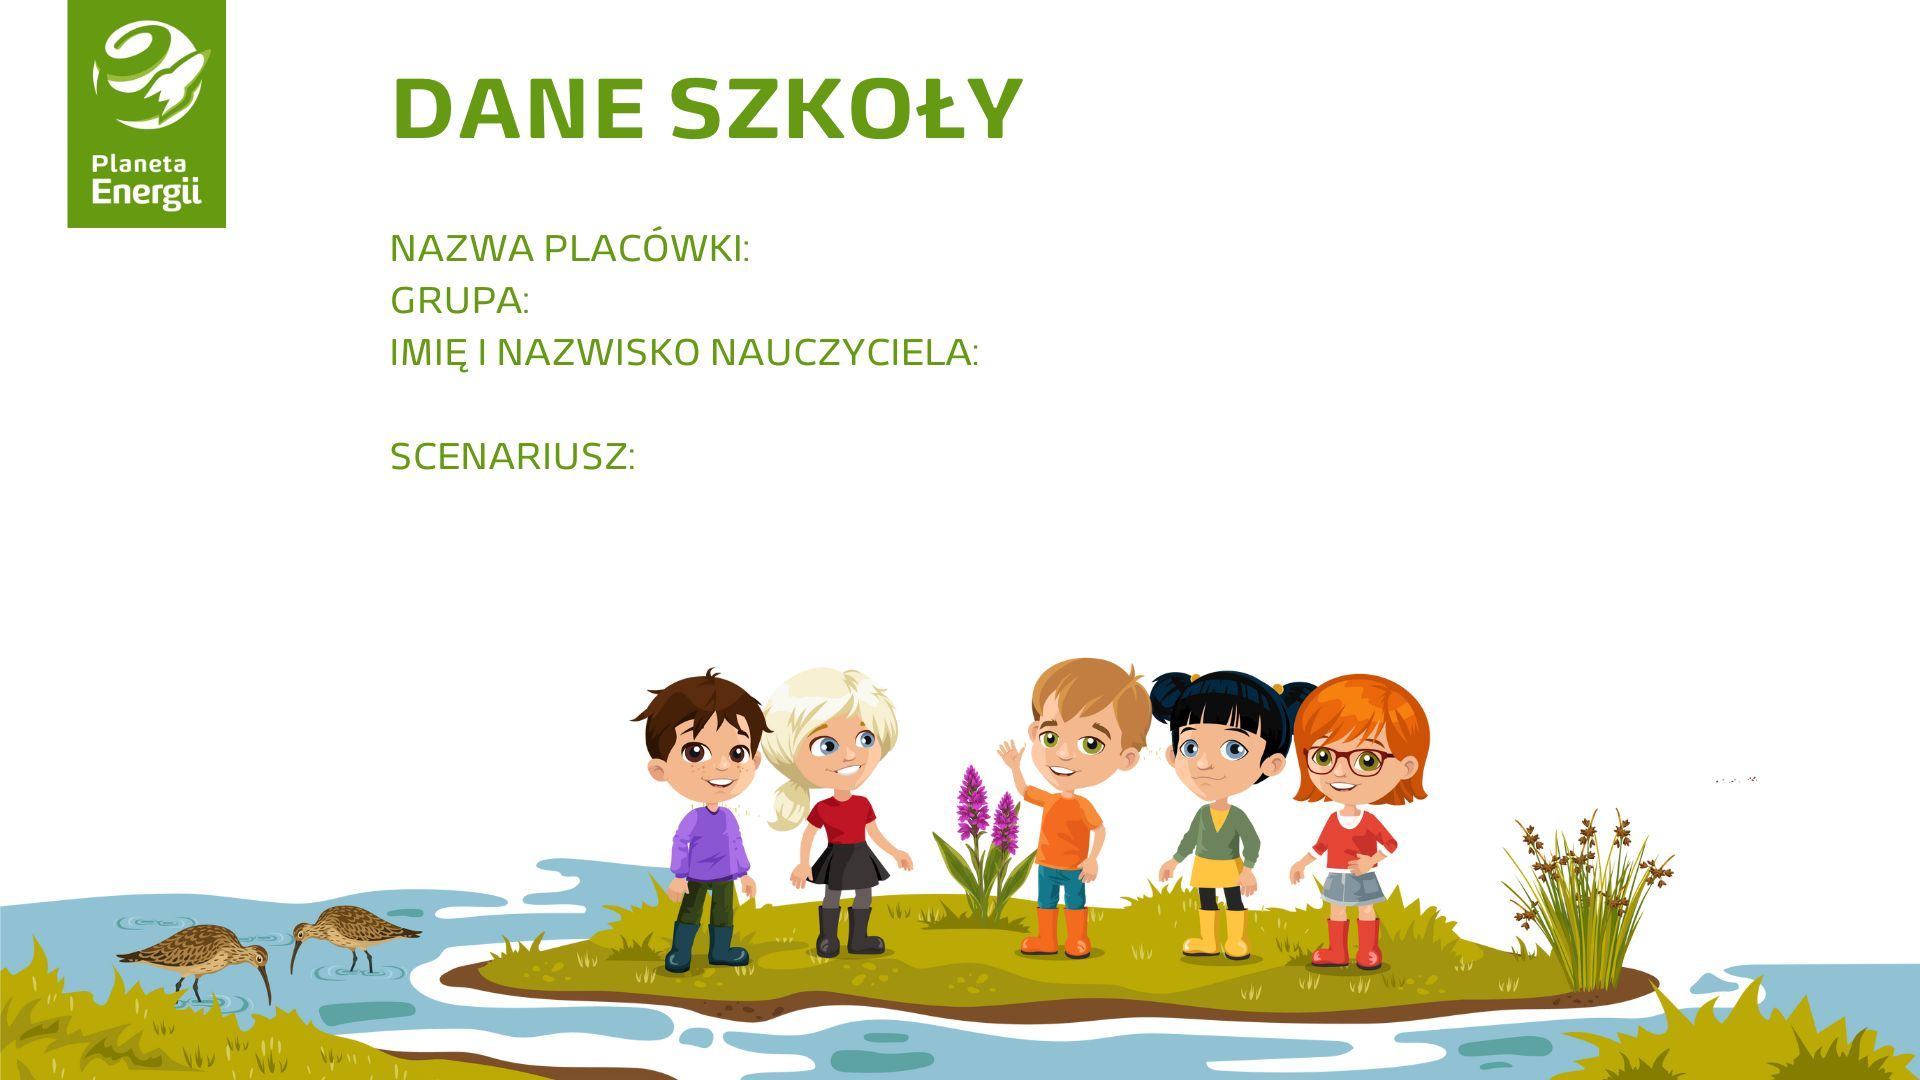 Planeta
Energii
DANE SZKOŁY
NAZWA PLACÓWKI:
GRUPA:
IMIĘ I NAZWISKO NAUCZYCIELA:
SCENARIUSZ: